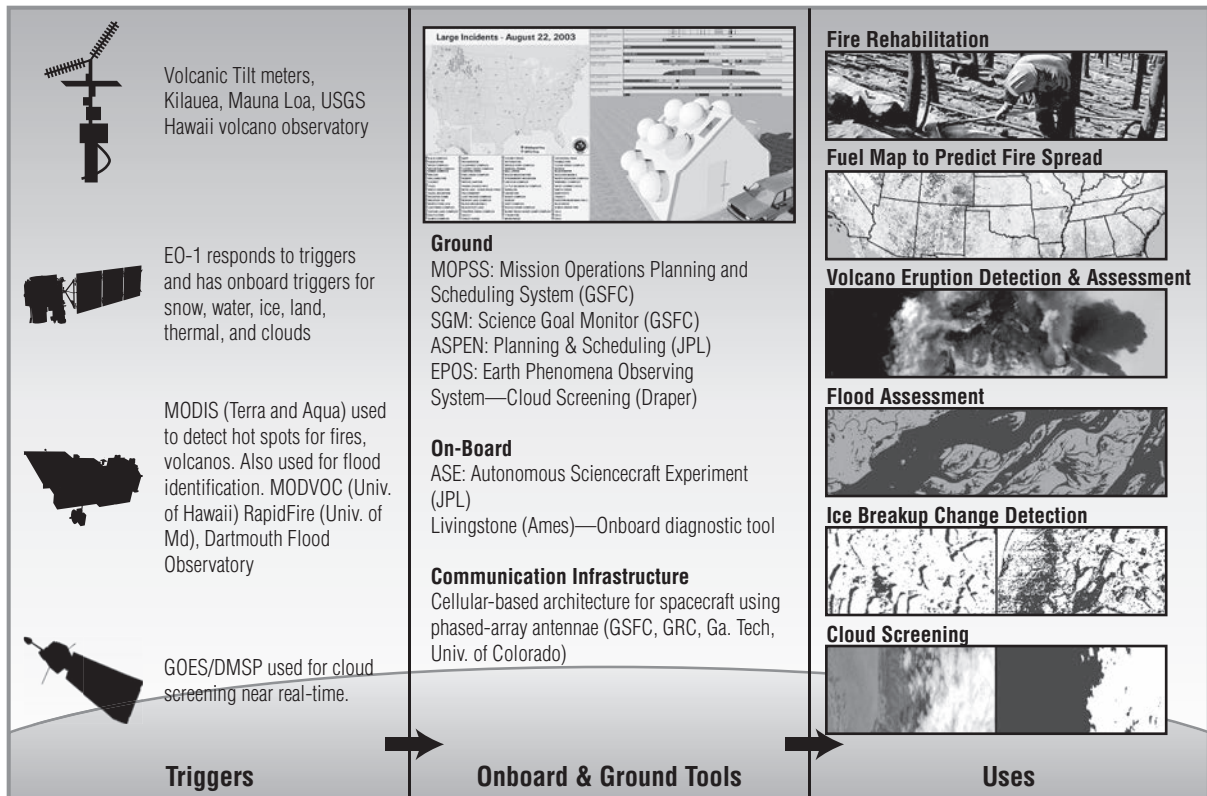 Volcanic Tilt meters,
Kilauea, Mauna Loa, USGS
Hawaii volcano observatory
EO-1 responds to triggers
and has onboard triggers for
snow, water, ice, land,
thermal, and clouds
MODIS (Terra and Aqua) used
to detect hot spots for fires,
volcanos. Also used for flood
identification. MODVOC (Univ.
of Hawaii) RapidFire (Univ. of
Md), Dartmouth Flood
Observatory
GOES/DMSP used for cloud
screening near real-time.
Triggers
Large Incidents - August 22, 2003
Ground
MOPSS: Mission Operations Planning and
Scheduling System (GSFC)
SGM: Science Goal Monitor (GSFC)
ASPEN: Planning & Scheduling (JPL)
EPOS: Earth Phenomena Observing
System—Cloud Screening (Draper)
On-Board
ASE: Autonomous Sciencecraft Experiment
(JPL)
Livingstone (Ames)—Onboard diagnostic tool
Communication Infrastructure
Cellular-based architecture for spacecraft using
phased-array antennae (GSFC, GRC, Ga. Tech,
Univ. of Colorado)
Onboard & Ground Tools
Fire Rehabilitation
Fuel Map to Predict Fire Spread
Volcano Eruption Detection & Assessment
Flood Assessment
Ice Breakup Change Detection
Cloud Screening
Uses